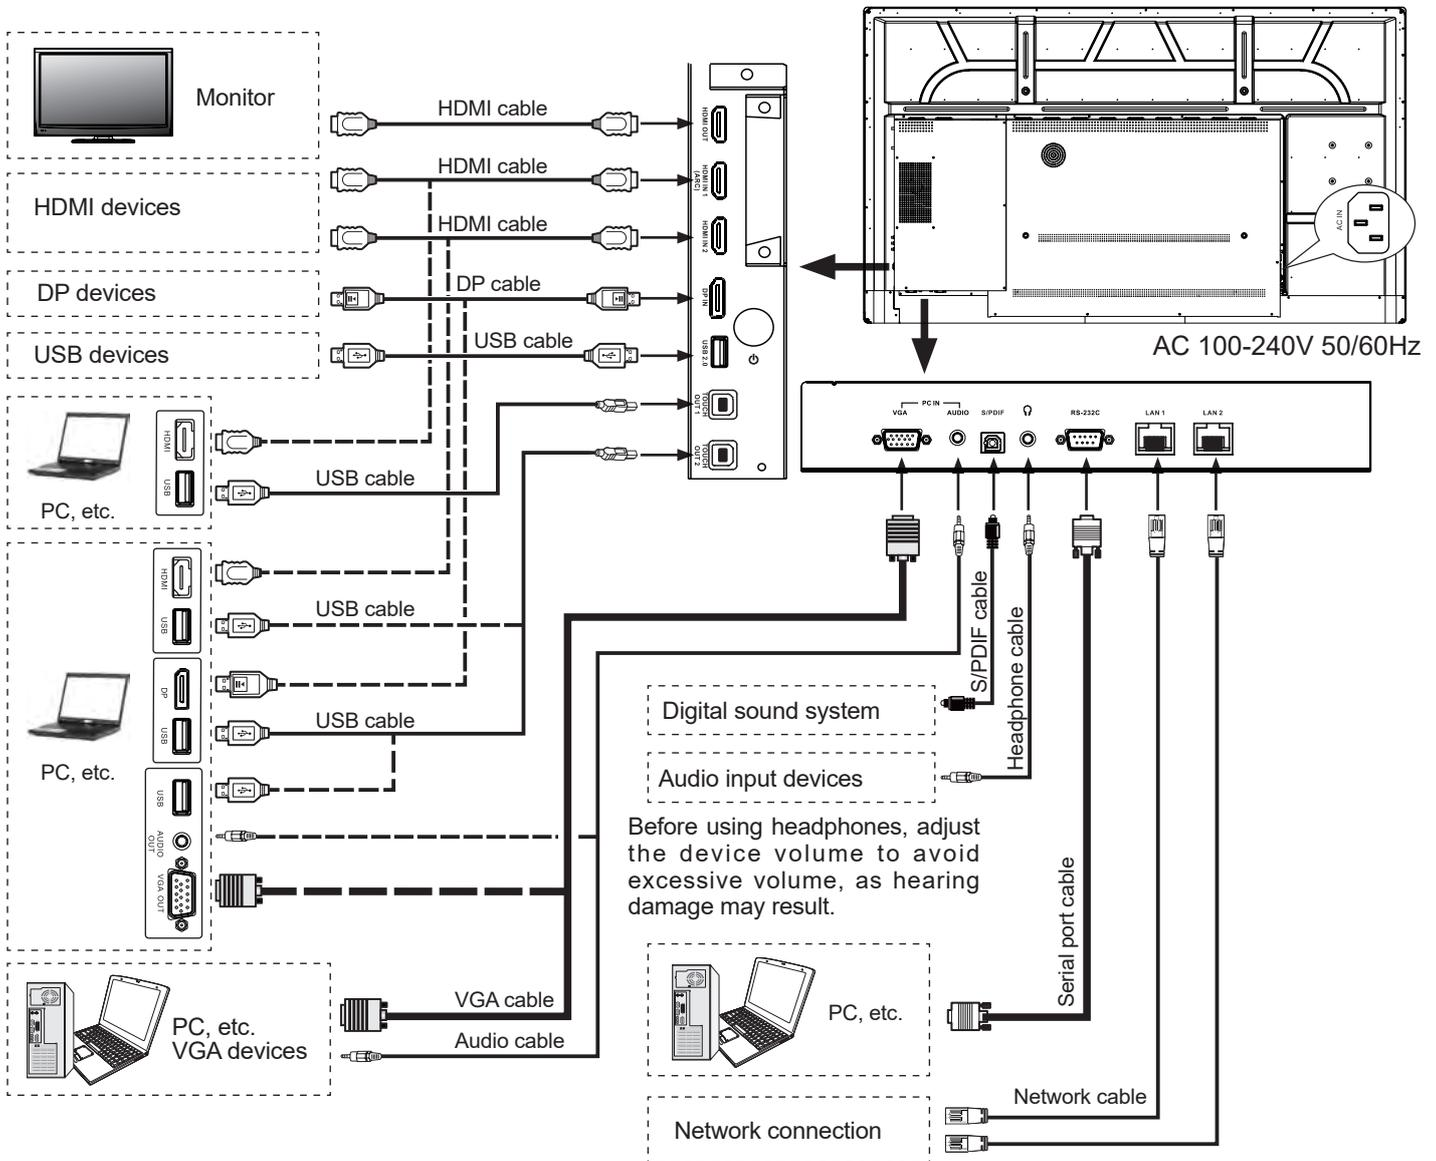 Monitor
HDMI cable
HDMI OUT
HDMI cable
HDMI IN 1
(ARC)
HDMI devices
HDMI cable
HDMI IN 2
AC IN
DP devices
DP cable
DP IN
USB devices
USB cable
USB 2.0
AC 100-240V 50/60Hz
TOUCH
OUT 1
TOUCH
OUT 2
PC IN
VGA
AUDIO
S/PDIF
RS-232C
LAN 1
LAN 2
HDMI
USB
USB cable
PC, etc.
HDMI
USB
USB cable
DP
USB
USB cable
PC, etc.
USB
AUDIO
OUT
VGA OUT
S/PDIF cable
Headphone cable
Digital sound system
Audio input devices
Before using headphones, adjust
the device volume to avoid
excessive volume, as hearing
damage may result.
Serial port cable
PC, etc.
VGA devices
VGA cable
Audio cable
PC, etc.
Network cable
Network connection